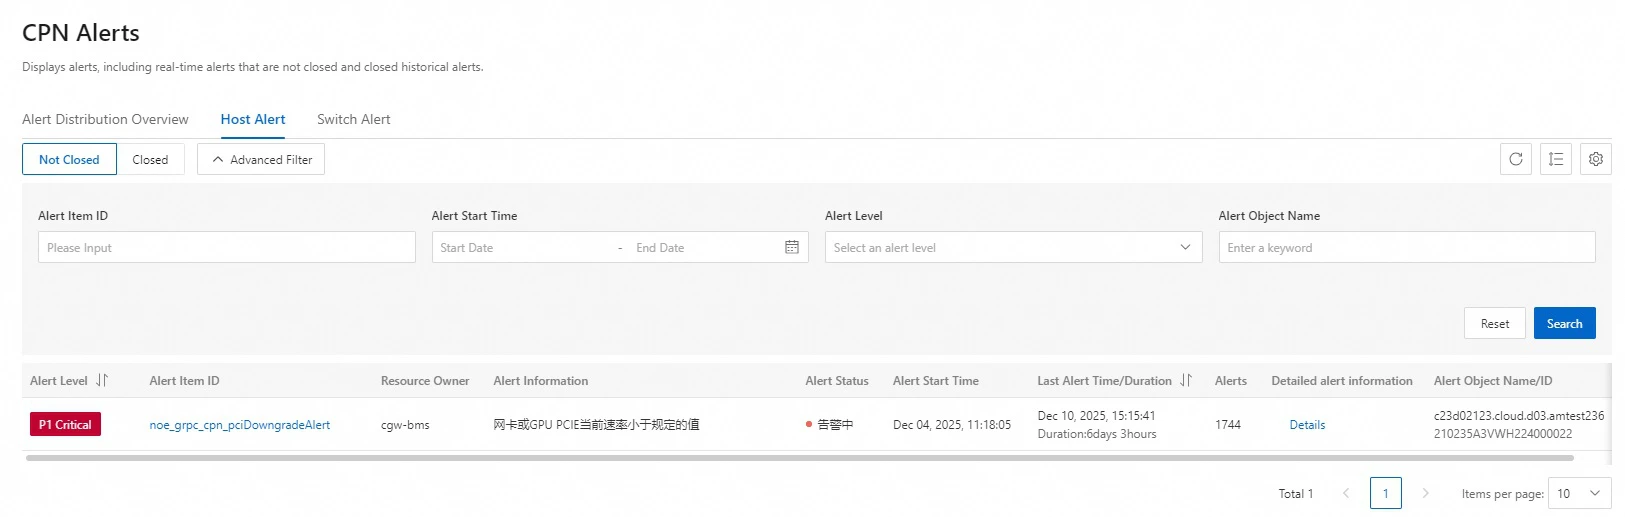 CPN Alerts
Displays alerts, including real-time alerts that are not closed and closed historical alerts.
Alert Distribution Overview Host Alert Switch Alert
Not Closed Closed Advanced Filter
Alert Item ID Alert Start Time Alert Level Alert Object Name
Please Input Start Date - End Date Select an alert level Enter a keyword
Reset Search
Alert Level Alert Item ID Resource Owner Alert Information Alert Status Alert Start Time Last Alert Time/Duration Alerts Detailed alert information Alert Object Name/ID
P1 Critical noe_grpc_cpn_pciDowngradeAlert cgw-bms 网卡或GPU PCIE当前速率小于规定的值 告警中 Dec 04, 2025, 11:18:05 Dec 10, 2025, 15:15:41 1744 Details c23d02123.cloud.d03.amtest236
Duration:6days 3hours 210235A3VWH224000022
Total 1 1 Items per page: 10